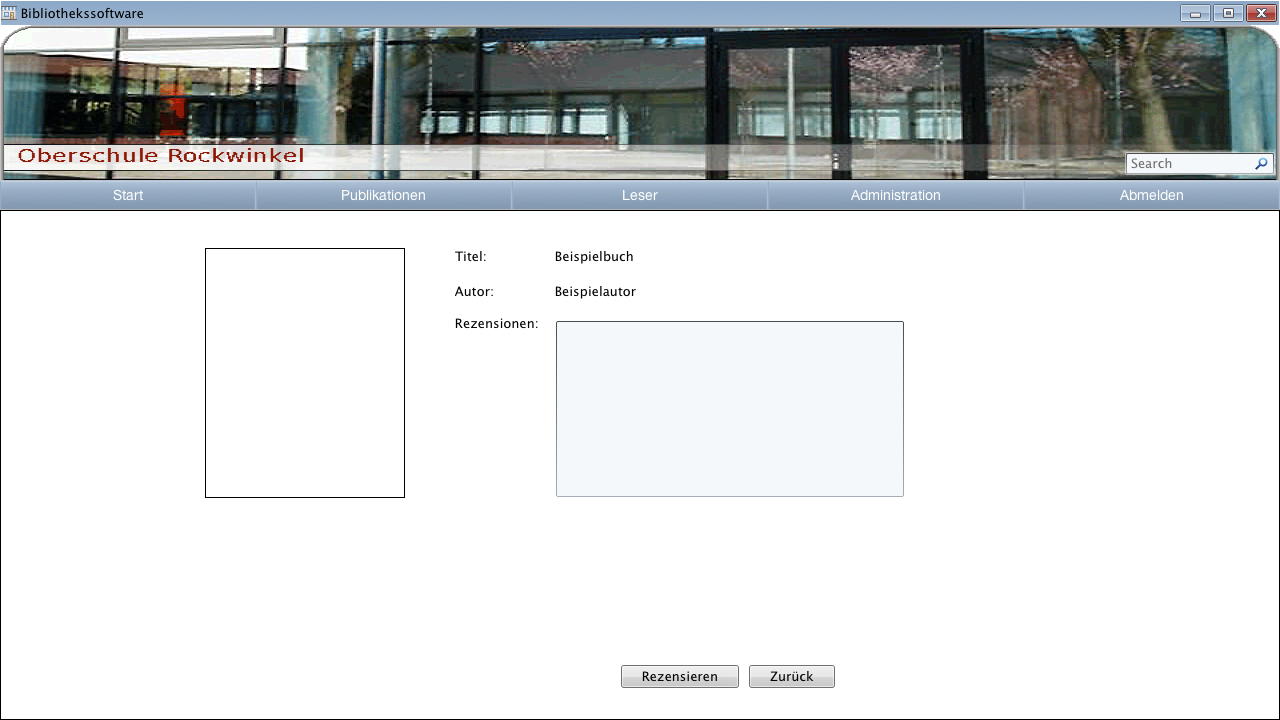 Bibliothekssoftware
Oberschule Rockwinkel
Search
Start Publikationen Leser Administration Abmelden
Titel: Beispielbuch
Autor: Beispielautor
Rezensionen:
Rezensieren Zurück